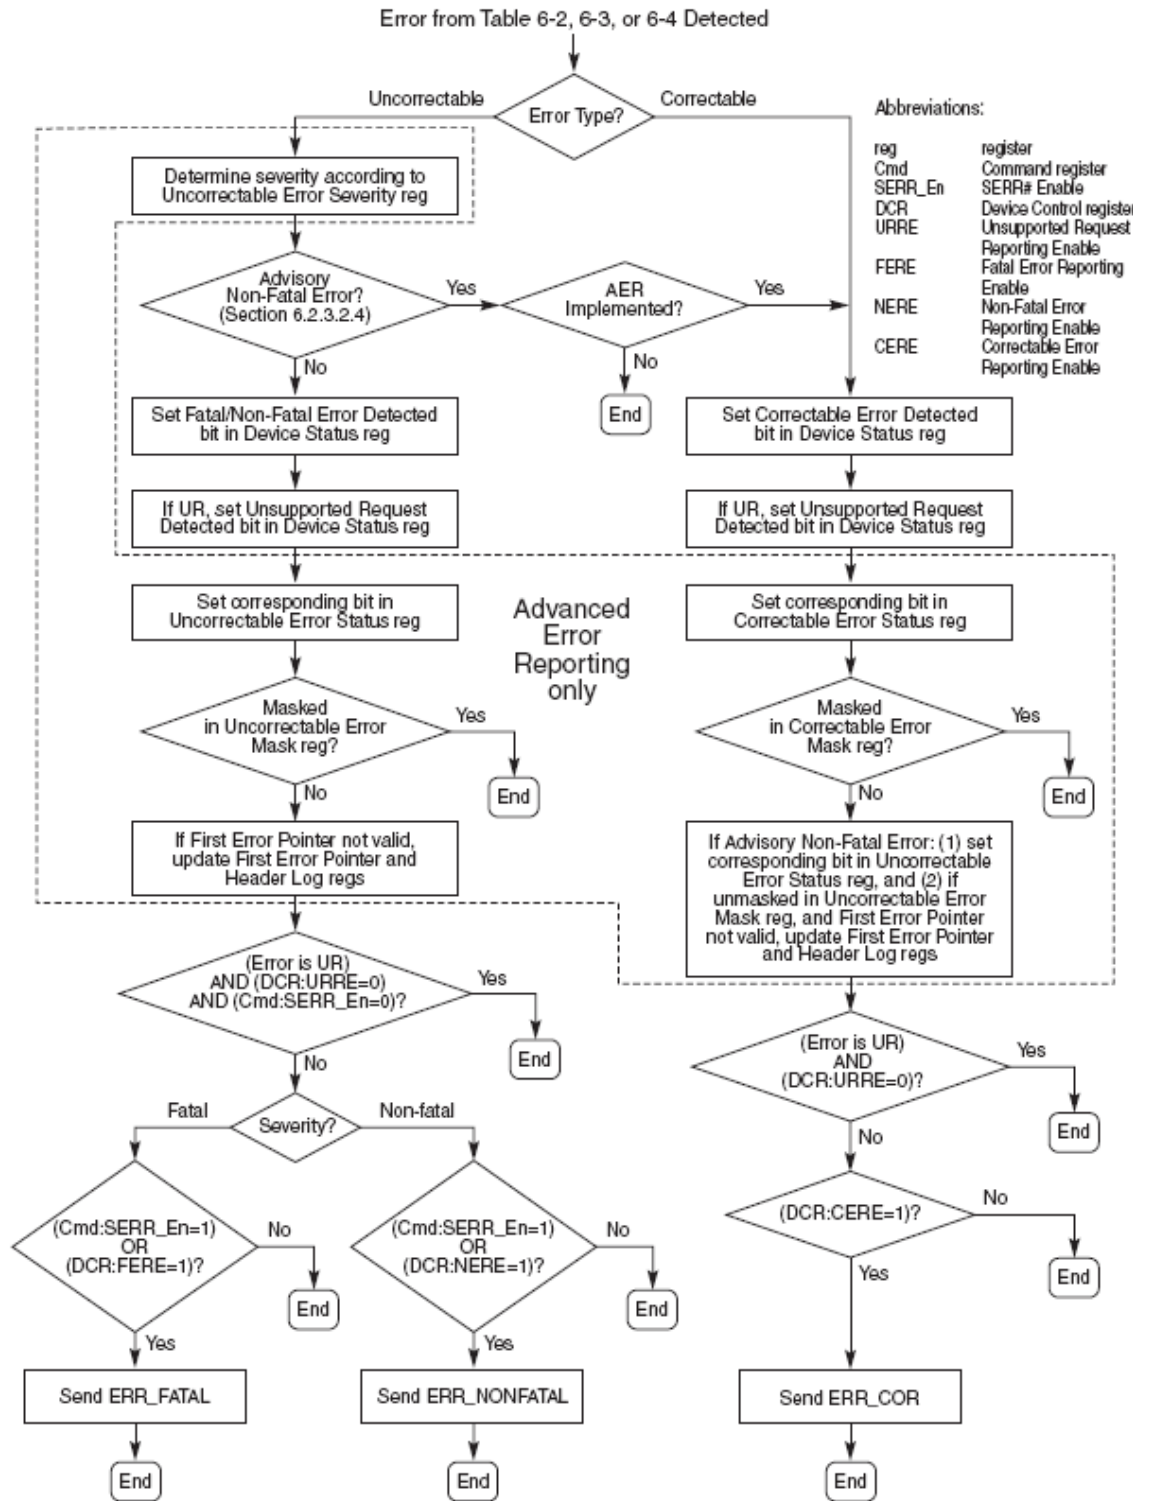 Error from Table 6-2, 6-3, or 6-4 Detected
Uncorrectable
Error Type?
Correctable
Abbreviations:
reg register
Cmd Command register
SERR_En SERR# Enable
DCR Device Control register
URRE Unsupported Request
Reporting Enable
FERE Fatal Error Reporting
Enable
NERE Non-Fatal Error
Reporting Enable
CERE Correctable Error
Reporting Enable
Determine severity according to
Uncorrectable Error Severity reg
Advisory
Non-Fatal Error?
(Section 6.2.3.2.4)
Yes
AER
Implemented?
Yes
No
No
End
Set Fatal/Non-Fatal Error Detected
bit in Device Status reg
Set Correctable Error Detected
bit in Device Status reg
If UR, set Unsupported Request
Detected bit in Device Status reg
If UR, set Unsupported Request
Detected bit in Device Status reg
Set corresponding bit in
Uncorrectable Error Status reg
Advanced
Error
Reporting
only
Set corresponding bit in
Correctable Error Status reg
Masked
in Uncorrectable Error
Mask reg?
Yes
End
No
Masked
in Correctable Error
Mask reg?
Yes
End
No
If First Error Pointer not valid,
update First Error Pointer and
Header Log regs
If Advisory Non-Fatal Error: (1) set
corresponding bit in Uncorrectable
Error Status reg, and (2) if
unmasked in Uncorrectable Error
Mask reg, and First Error Pointer
not valid, update First Error Pointer
and Header Log regs
(Error is UR)
AND (DCR:URRE=0)
AND (Cmd:SERR_En=0)?
Yes
End
No
(Error is UR)
AND
(DCR:URRE=0)?
Yes
End
No
Fatal
Severity?
Non-fatal
(Cmd:SERR_En=1)
OR
(DCR:FERE=1)?
No
End
Yes
(Cmd:SERR_En=1)
OR
(DCR:NERE=1)?
No
End
Yes
(DCR:CERE=1)?
No
End
Yes
Send ERR_FATAL
Send ERR_NONFATAL
Send ERR_COR
End
End
End